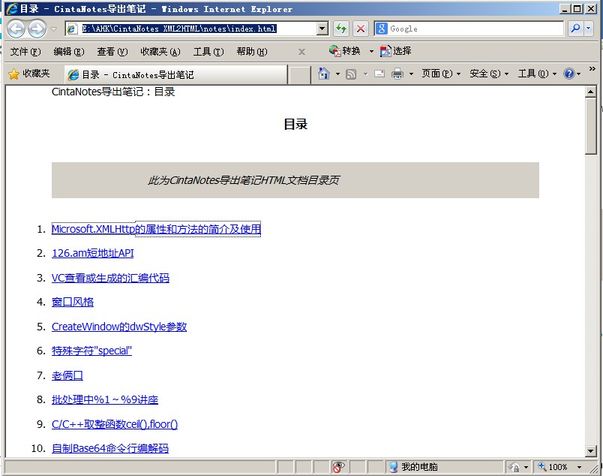 目录 - CintaNotes导出笔记 - Windows Internet Explorer
E:\AHK\CintaNotes XML2HTML\notes\index.html
Google
文件(F) 编辑(E) 查看(V) 收藏夹(A) 工具(T) 帮助(H) x 转换 选择
收藏夹 目录 - CintaNotes导出笔记 页面(P) 安全(S) 工具(O)
CintaNotes导出笔记：目录
目录
此为CintaNotes导出笔记HTML文档目录页
1. Microsoft.XMLHttp的属性和方法的简介及使用
2. 126.am短地址API
3. VC查看或生成的汇编代码
4. 窗口风格
5. CreateWindow的dwStyle参数
6. 特殊字符"special"
7. 老俩口
8. 批处理中%1～%9讲座
9. C/C++取整函数ceil(),floor()
10. 自制Base64命令行编解码
我的电脑 100%